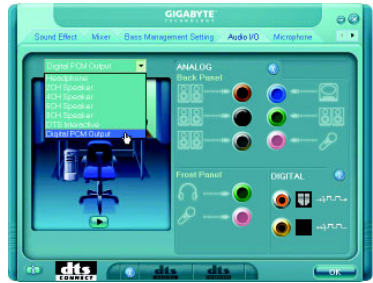 GIGABYTE
TECHNOLOGY
Sound Effect Mixer Bass Management Setting Audio I/O Microphone
Digital PCM Output
Headphone
2CH Speaker
4CH Speaker
6CH Speaker
8CH Speaker
DTS Interactive
Digital PCM Output
ANALOG
Back Panel
Front Panel
DIGITAL
dts
CONNECT
dts
dts
OK